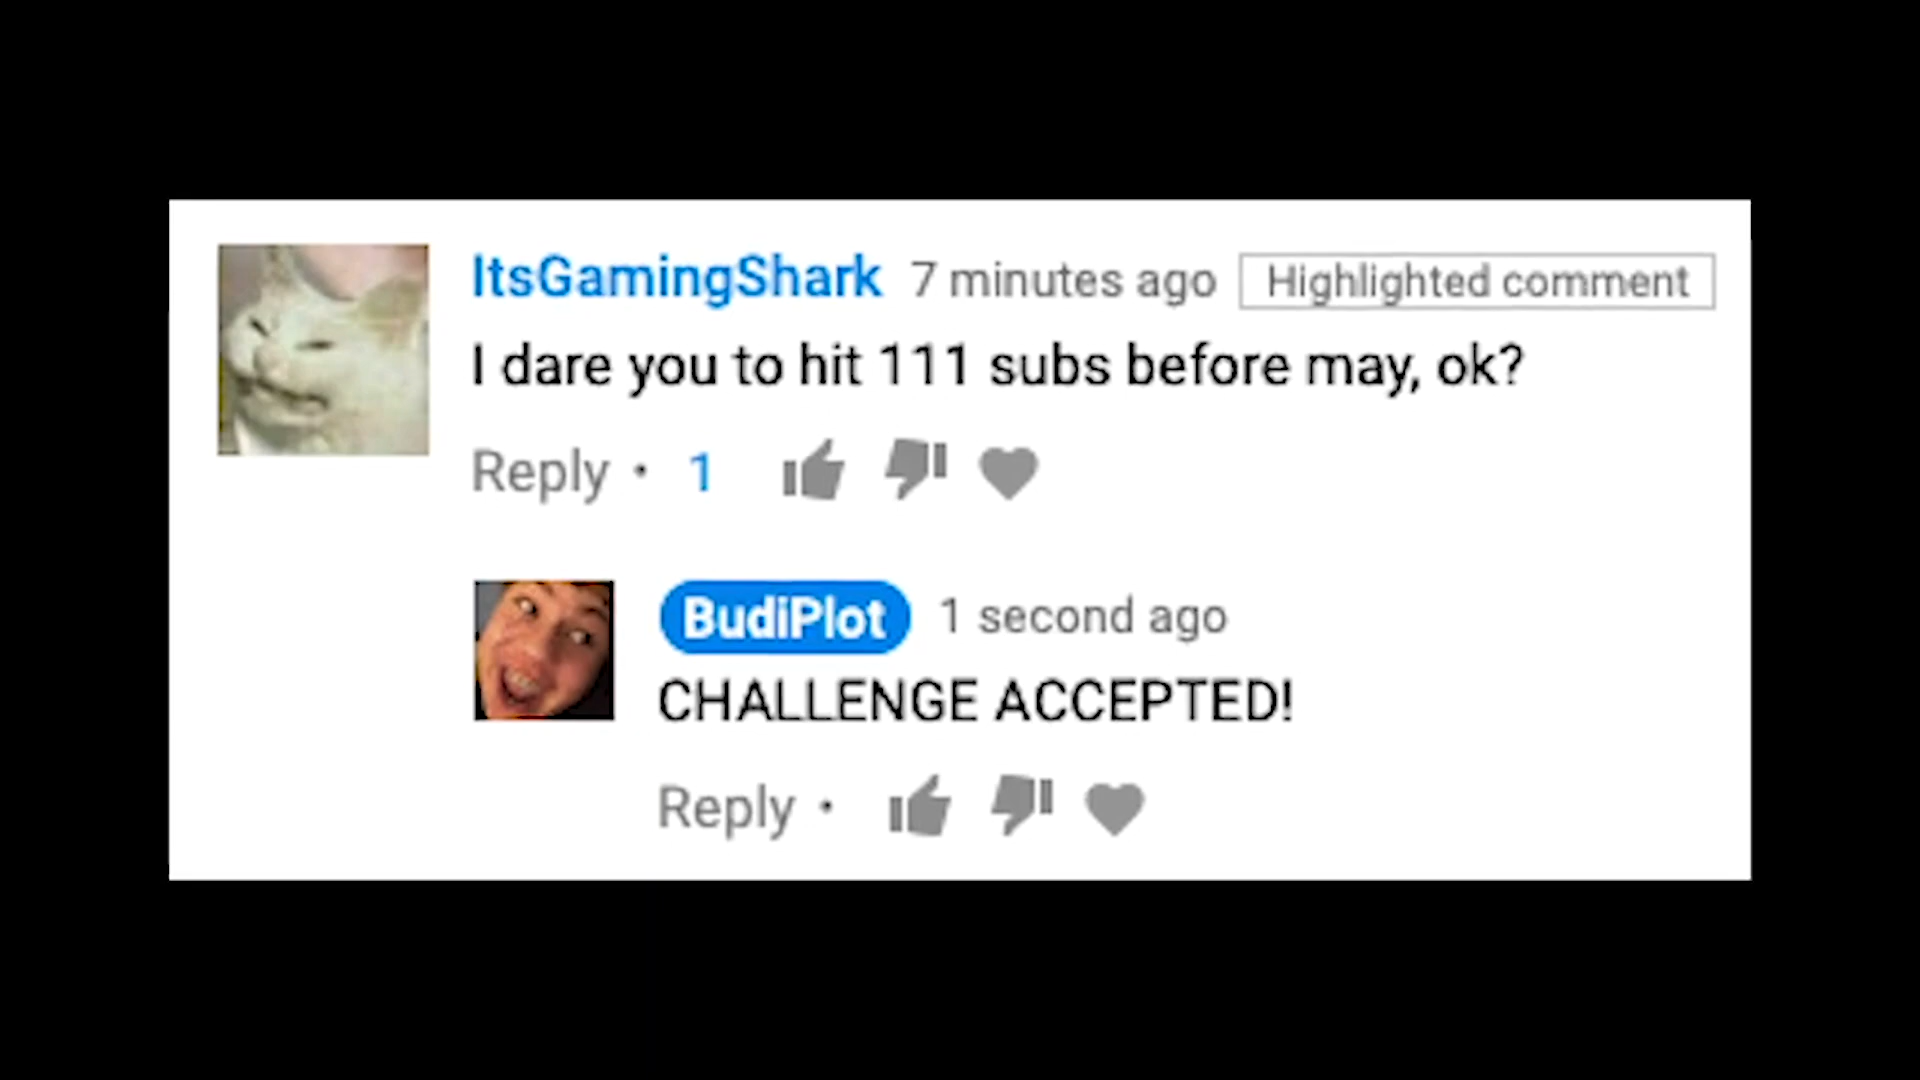 ItsGamingShark 7 minutes ago Highlighted comment
I dare you to hit 111 subs before may, ok?
Reply • 1
BudiPlot 1 second ago
CHALLENGE ACCEPTED!
Reply •